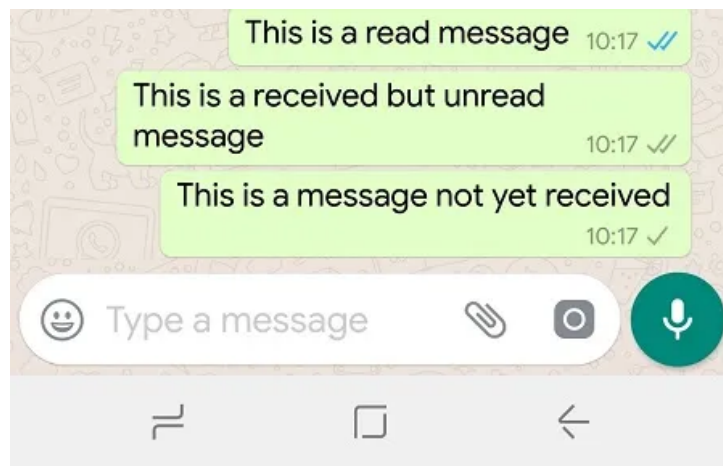 This is a read message 10:17
This is a received but unread
message
10:17
This is a message not yet received
10:17
Type a message